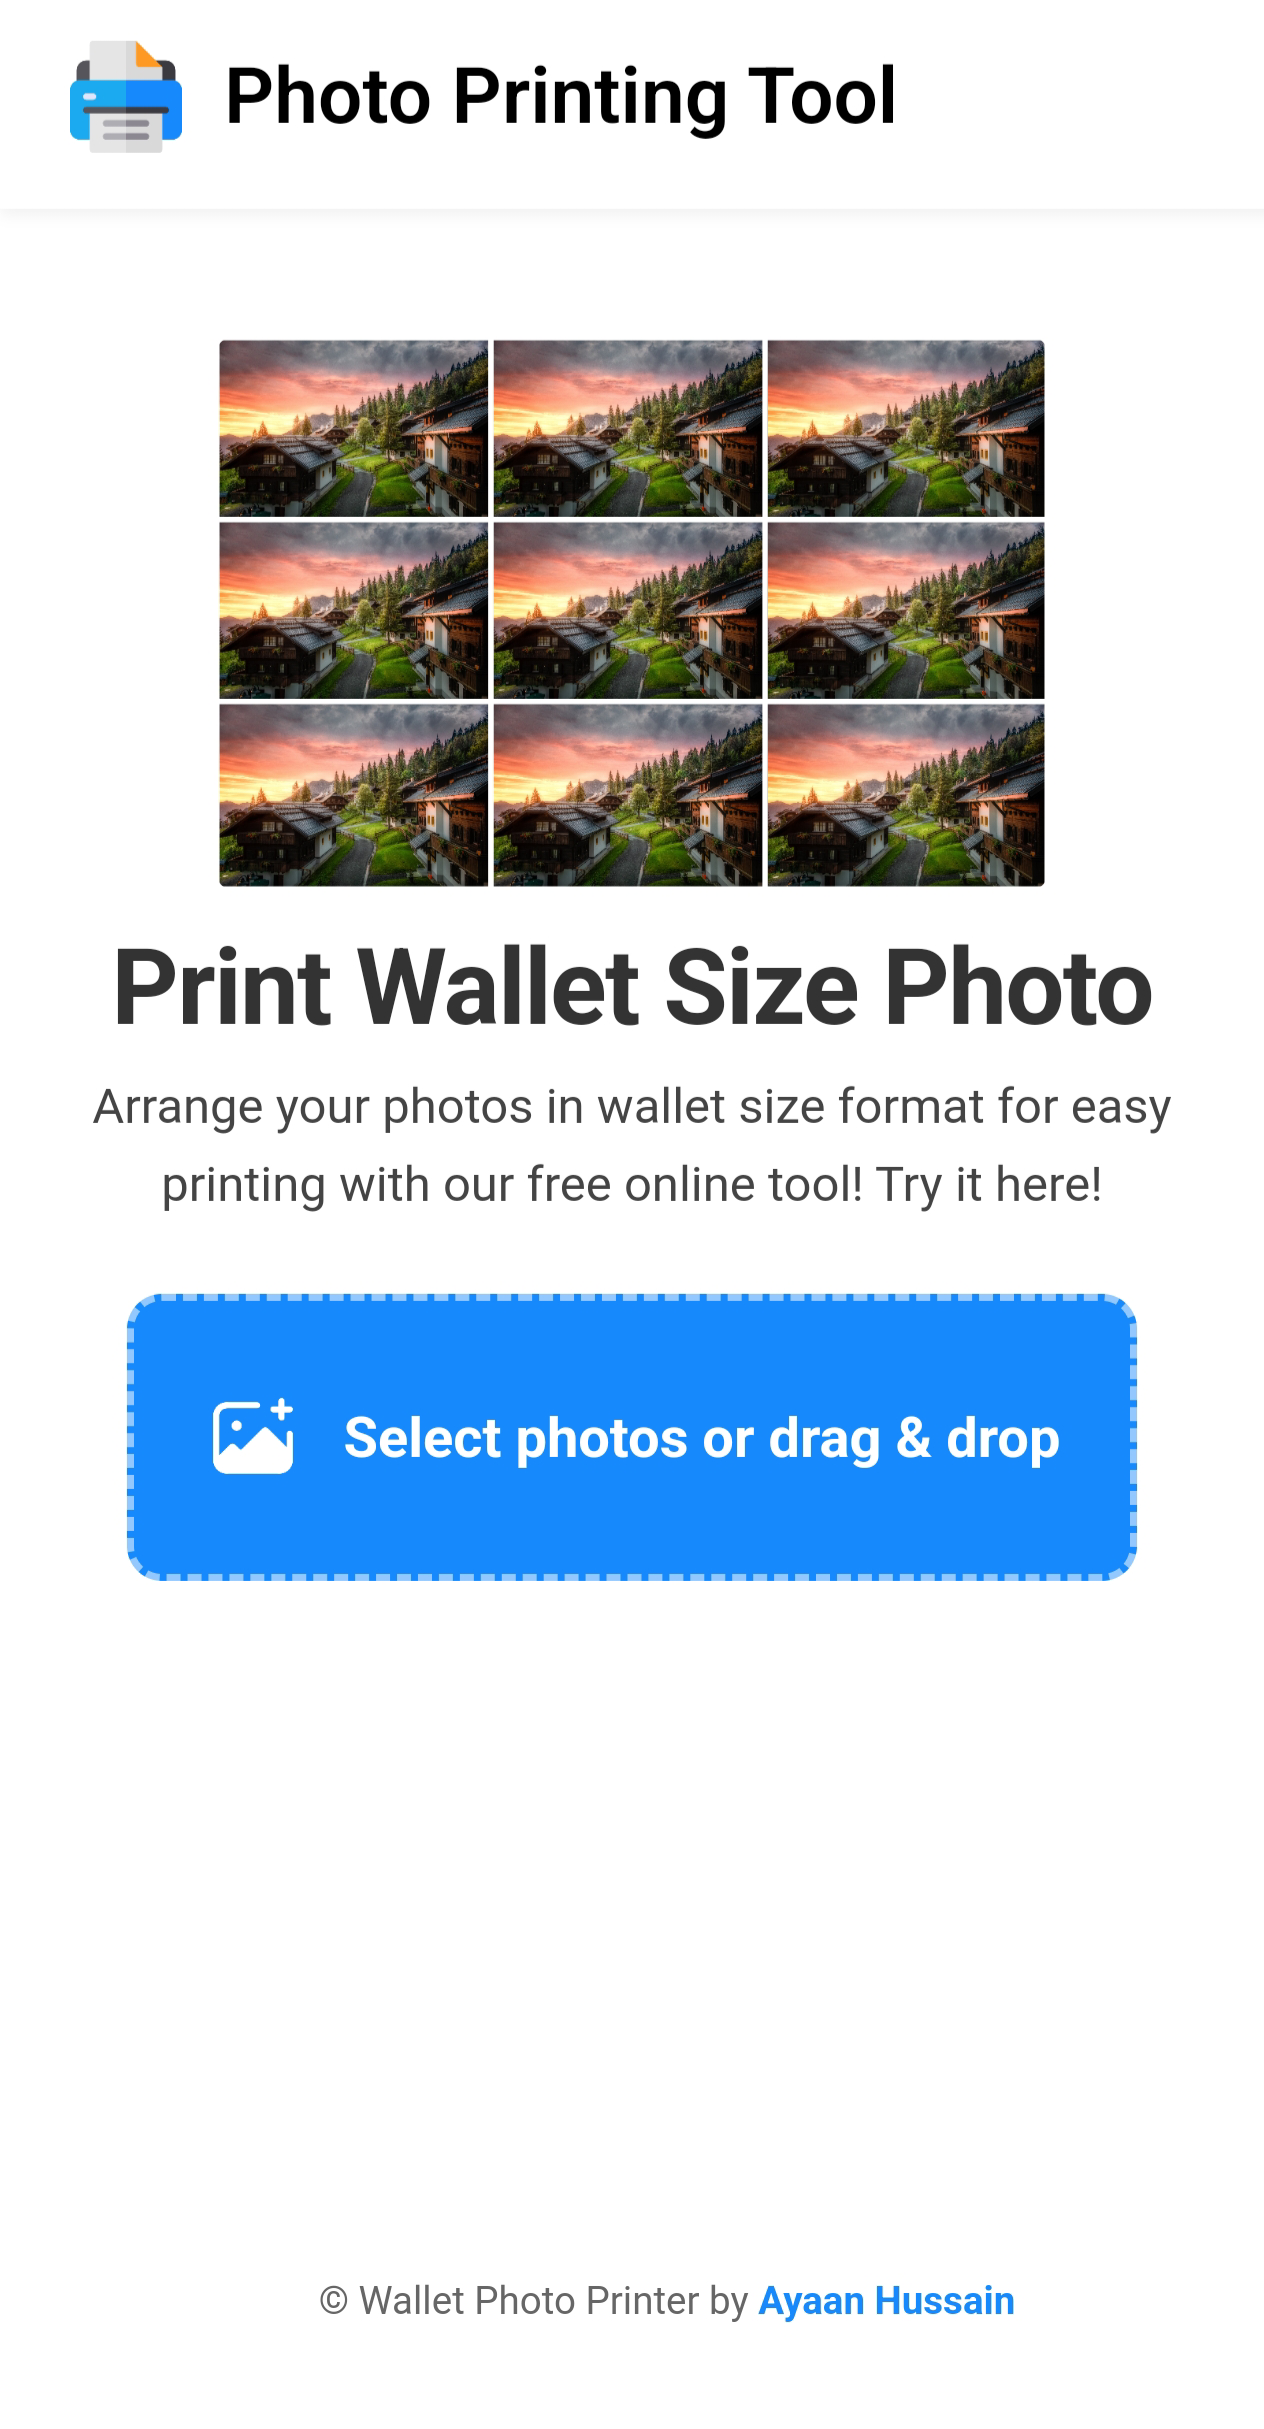 Photo Printing Tool
Print Wallet Size Photo
Arrange your photos in wallet size format for easy
printing with our free online tool! Try it here!
Select photos or drag & drop
© Wallet Photo Printer by Ayaan Hussain